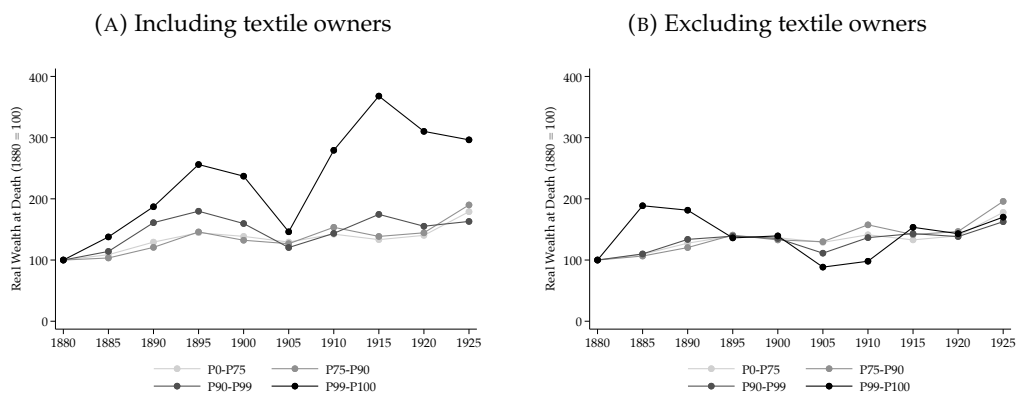 (A) Including textile owners
(B) Excluding textile owners
Real Wealth at Death (1880 = 100)
400
300
200
100
0
1880 1885 1890 1895 1900 1905 1910 1915 1920 1925
P0-P75 P75-P90
P90-P99 P99-P100
Real Wealth at Death (1880 = 100)
400
300
200
100
0
1880 1885 1890 1895 1900 1905 1910 1915 1920 1925
P0-P75 P75-P90
P90-P99 P99-P100